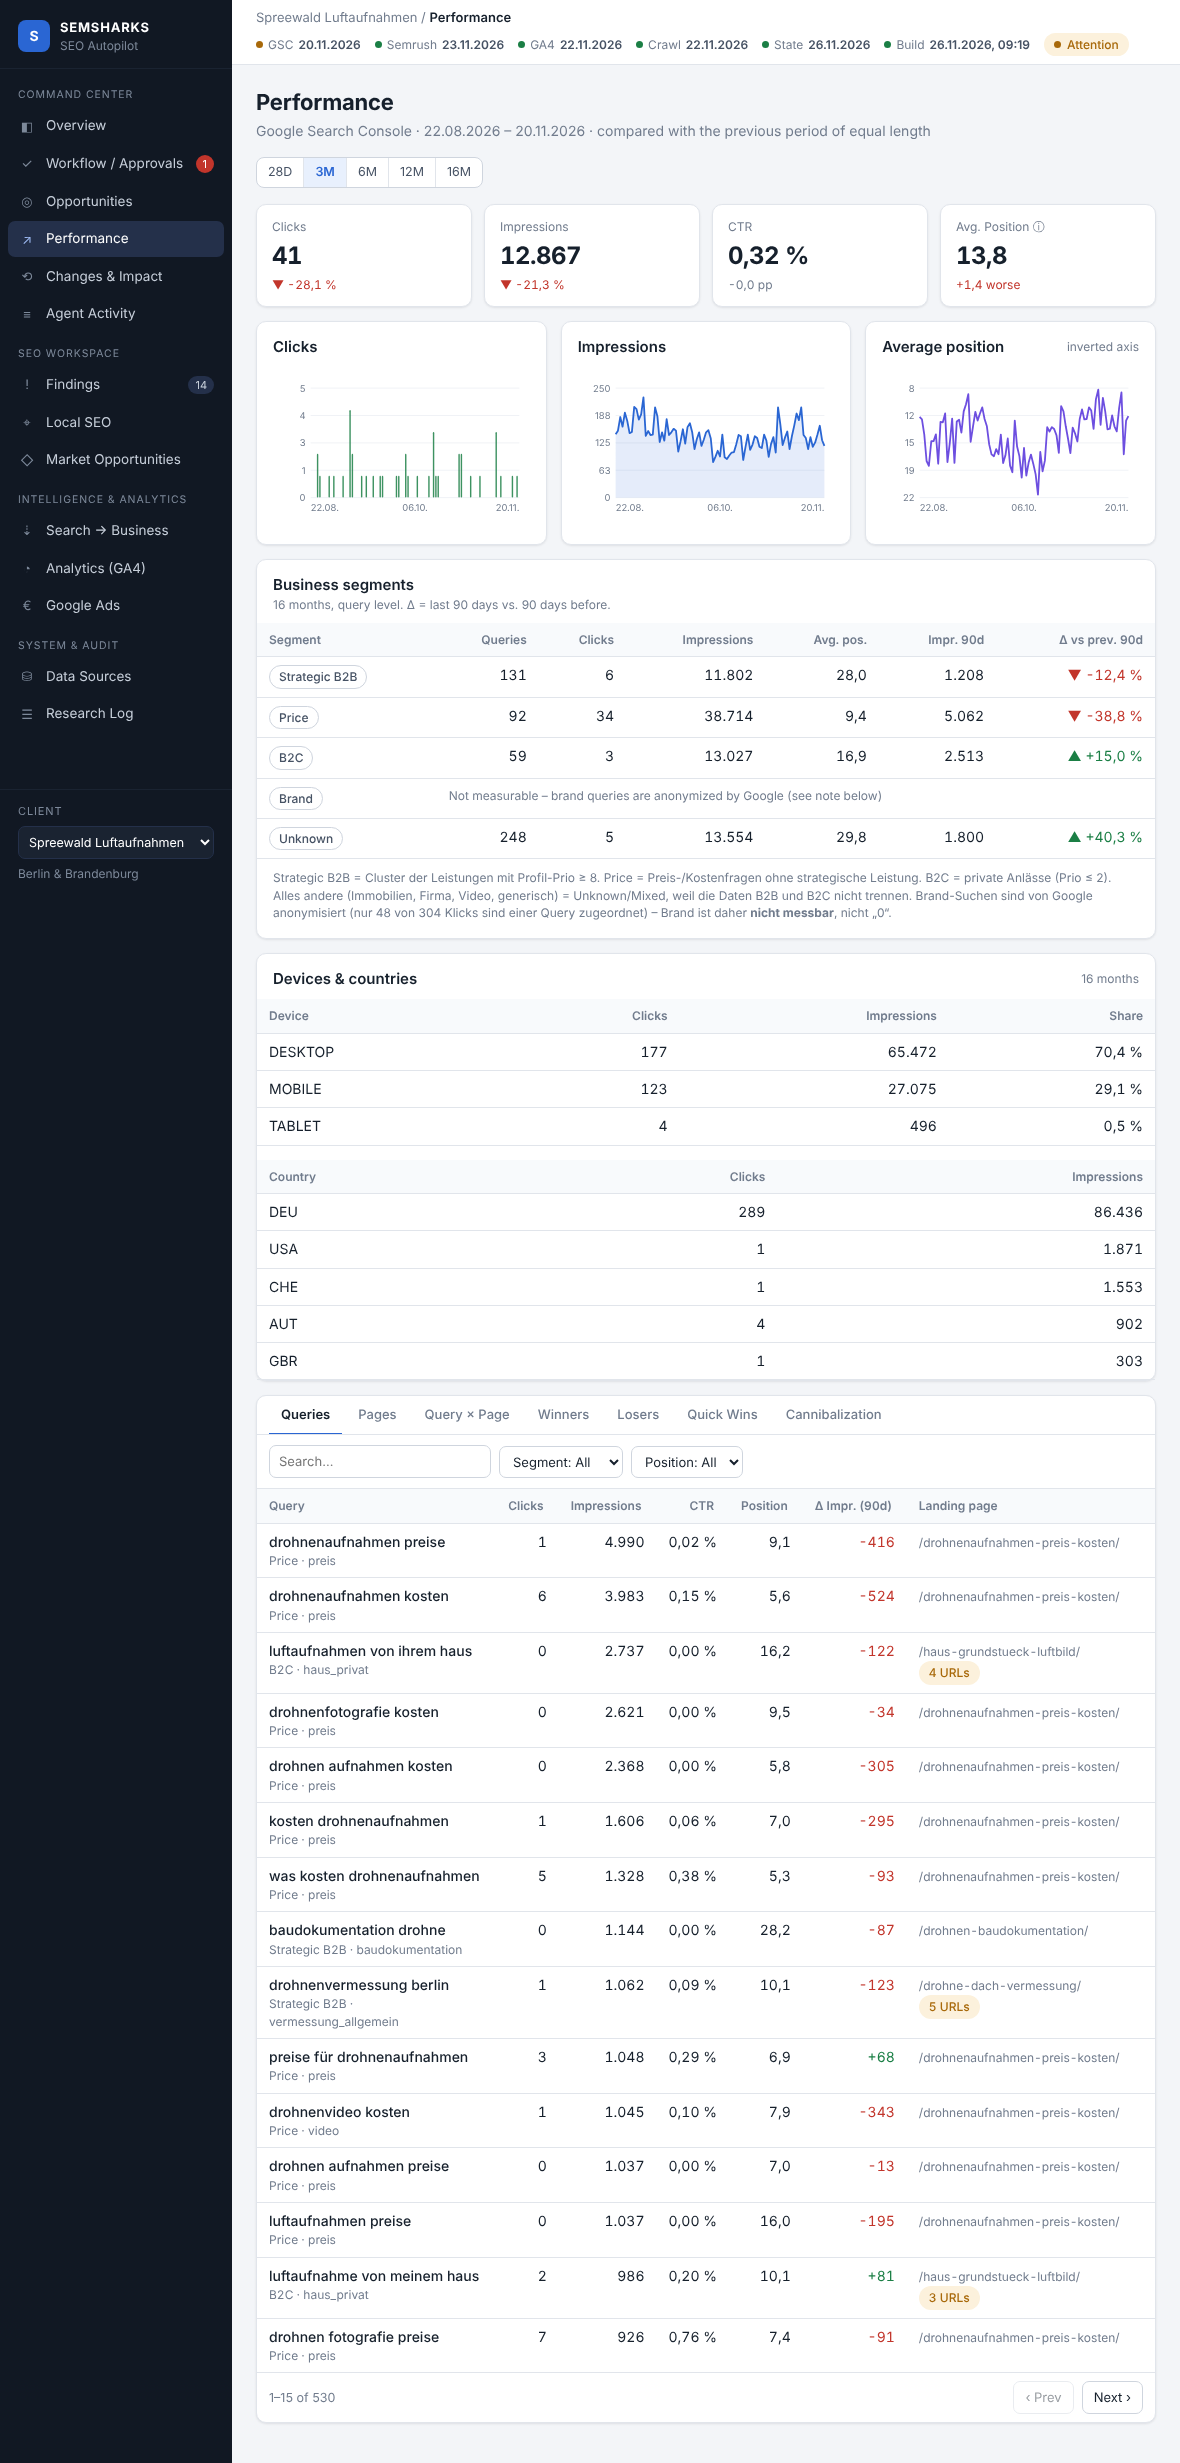 S
SEMSHARKS
SEO Autopilot
COMMAND CENTER
Overview
Workflow / Approvals 1
Opportunities
Performance
Changes & Impact
Agent Activity
SEO WORKSPACE
! Findings 14
Local SEO
Market Opportunities
INTELLIGENCE & ANALYTICS
Search → Business
Analytics (GA4)
€ Google Ads
SYSTEM & AUDIT
Data Sources
Research Log
CLIENT
Spreewald Luftaufnahmen
Berlin & Brandenburg
Spreewald Luftaufnahmen / Performance
GSC 20.11.2026 Semrush 23.11.2026 GA4 22.11.2026 Crawl 22.11.2026 State 26.11.2026 Build 26.11.2026, 09:19 Attention
Performance
Google Search Console · 22.08.2026 – 20.11.2026 · compared with the previous period of equal length
28D 3M 6M 12M 16M
Clicks
41
▼ -28,1 %
Impressions
12.867
▼ -21,3 %
CTR
0,32 %
-0,0 pp
Avg. Position ⓘ
13,8
+1,4 worse
Clicks
5
4
3
1
0
22.08. 06.10. 20.11.
Impressions
250
188
125
63
0
22.08. 06.10. 20.11.
Average position inverted axis
8
12
15
19
22
22.08. 06.10. 20.11.
Business segments
16 months, query level. Δ = last 90 days vs. 90 days before.
Segment Queries Clicks Impressions Avg. pos. Impr. 90d Δ vs prev. 90d
Strategic B2B 131 6 11.802 28,0 1.208 ▼ -12,4 %
Price 92 34 38.714 9,4 5.062 ▼ -38,8 %
B2C 59 3 13.027 16,9 2.513 ▲ +15,0 %
Brand Not measurable – brand queries are anonymized by Google (see note below)
Unknown 248 5 13.554 29,8 1.800 ▲ +40,3 %
Strategic B2B = Cluster der Leistungen mit Profil-Prio ≥ 8. Price = Preis-/Kostenfragen ohne strategische Leistung. B2C = private Anlässe (Prio ≤ 2).
Alles andere (Immobilien, Firma, Video, generisch) = Unknown/Mixed, weil die Daten B2B und B2C nicht trennen. Brand-Suchen sind von Google
anonymisiert (nur 48 von 304 Klicks sind einer Query zugeordnet) – Brand ist daher nicht messbar, nicht „0“.
Devices & countries 16 months
Device Clicks Impressions Share
DESKTOP 177 65.472 70,4 %
MOBILE 123 27.075 29,1 %
TABLET 4 496 0,5 %
Country Clicks Impressions
DEU 289 86.436
USA 1 1.871
CHE 1 1.553
AUT 4 902
GBR 1 303
Queries Pages Query × Page Winners Losers Quick Wins Cannibalization
Search... Segment: All Position: All
Query Clicks Impressions CTR Position Δ Impr. (90d) Landing page
drohnenaufnahmen preise 1 4.990 0,02 % 9,1 -416 /drohnenaufnahmen-preis-kosten/
Price · preis
drohnenaufnahmen kosten 6 3.983 0,15 % 5,6 -524 /drohnenaufnahmen-preis-kosten/
Price · preis
luftaufnahmen von ihrem haus 0 2.737 0,00 % 16,2 -122 /haus-grundstueck-luftbild/
B2C · haus_privat 4 URLs
drohnenfotografie kosten 0 2.621 0,00 % 9,5 -34 /drohnenaufnahmen-preis-kosten/
Price · preis
drohnen aufnahmen kosten 0 2.368 0,00 % 5,8 -305 /drohnenaufnahmen-preis-kosten/
Price · preis
kosten drohnenaufnahmen 1 1.606 0,06 % 7,0 -295 /drohnenaufnahmen-preis-kosten/
Price · preis
was kosten drohnenaufnahmen 5 1.328 0,38 % 5,3 -93 /drohnenaufnahmen-preis-kosten/
Price · preis
baudokumentation drohne 0 1.144 0,00 % 28,2 -87 /drohnen-baudokumentation/
Strategic B2B · baudokumentation
drohnenvermessung berlin 1 1.062 0,09 % 10,1 -123 /drohne-dach-vermessung/
Strategic B2B · 5 URLs
vermessung_allgemein
preise für drohnenaufnahmen 3 1.048 0,29 % 6,9 +68 /drohnenaufnahmen-preis-kosten/
Price · preis
drohnenvideo kosten 1 1.045 0,10 % 7,9 -343 /drohnenaufnahmen-preis-kosten/
Price · video
drohnen aufnahmen preise 0 1.037 0,00 % 7,0 -13 /drohnenaufnahmen-preis-kosten/
Price · preis
luftaufnahmen preise 0 1.037 0,00 % 16,0 -195 /drohnenaufnahmen-preis-kosten/
Price · preis
luftaufnahme von meinem haus 2 986 0,20 % 10,1 +81 /haus-grundstueck-luftbild/
B2C · haus_privat 3 URLs
drohnen fotografie preise 7 926 0,76 % 7,4 -91 /drohnenaufnahmen-preis-kosten/
Price · preis
1–15 of 530 ‹ Prev Next ›